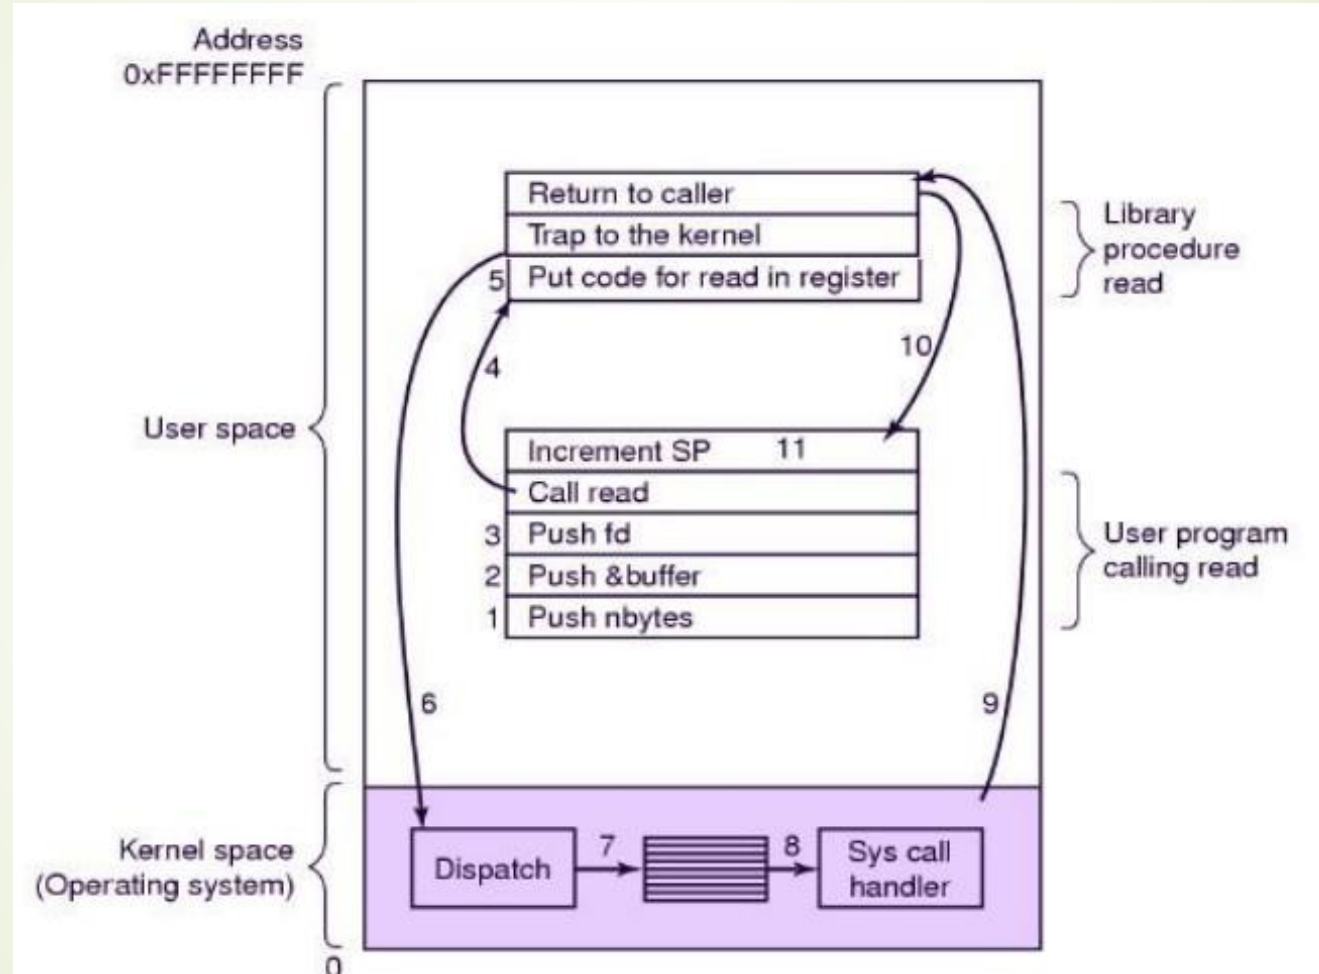 Address
0xFFFFFFFF
Return to caller
Trap to the kernel
5 Put code for read in register
Library
procedure
read
4
10
User space
Increment SP 11
Call read
3 Push fd
2 Push &buffer
1 Push nbytes
User program
calling read
6
9
Kernel space
(Operating system)
Dispatch
7
8
Sys call
handler
0